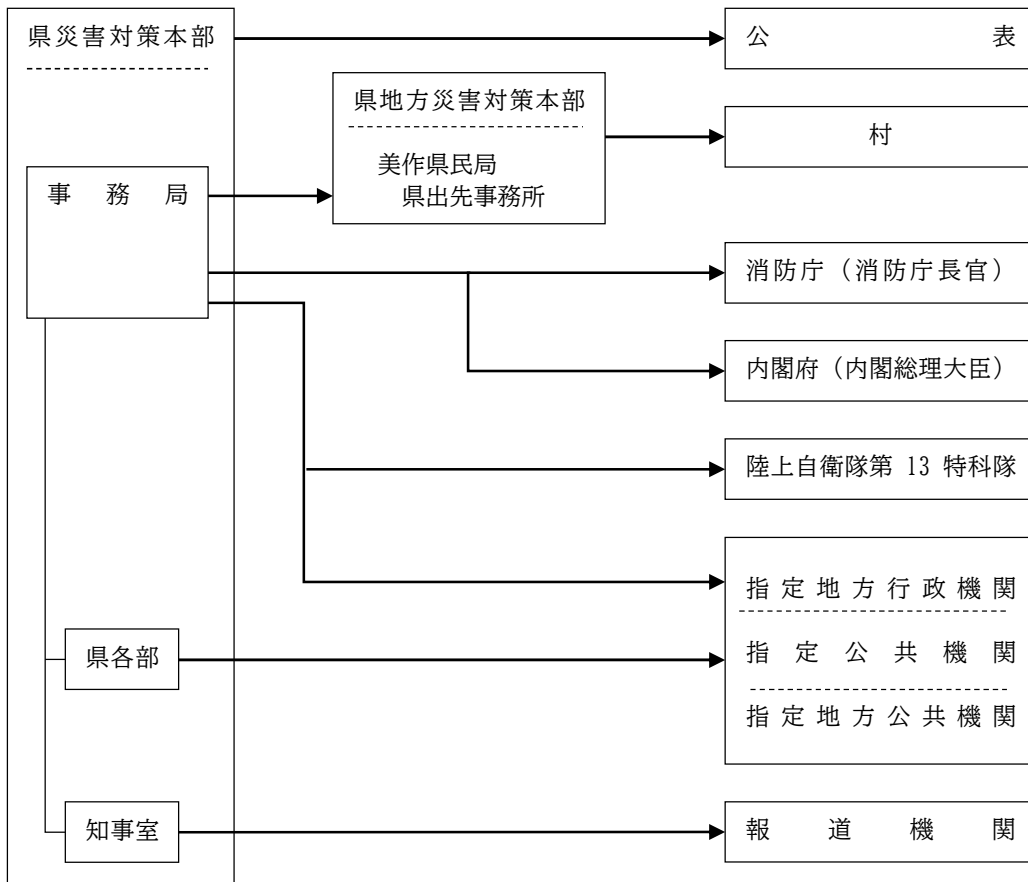 県災害対策本部
公表
県地方災害対策本部
美作県民局
県出先事務所
村
事務局
消防庁（消防庁長官）
内閣府（内閣総理大臣）
陸上自衛隊第 13 特科隊
指定地方行政機関
県各部
指定公共機関
指定地方公共機関
知事室
報道機関